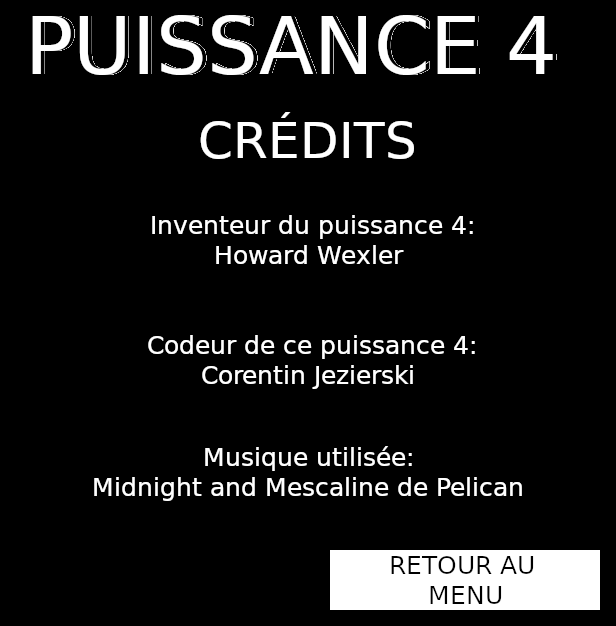 PUISSANCE 4
CRÉDITS
Inventeur du puissance 4:
Howard Wexler
Codeur de ce puissance 4:
Corentin Jezierski
Musique utilisée:
Midnight and Mescaline de Pelican
RETOUR AU
MENU